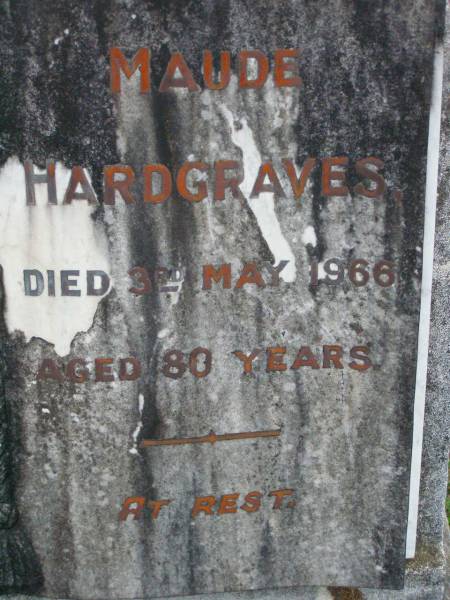 MAUDE
HARDGRAVES,
DIED 3RD MAY 1966
AGED 80 YEARS.
AT REST.